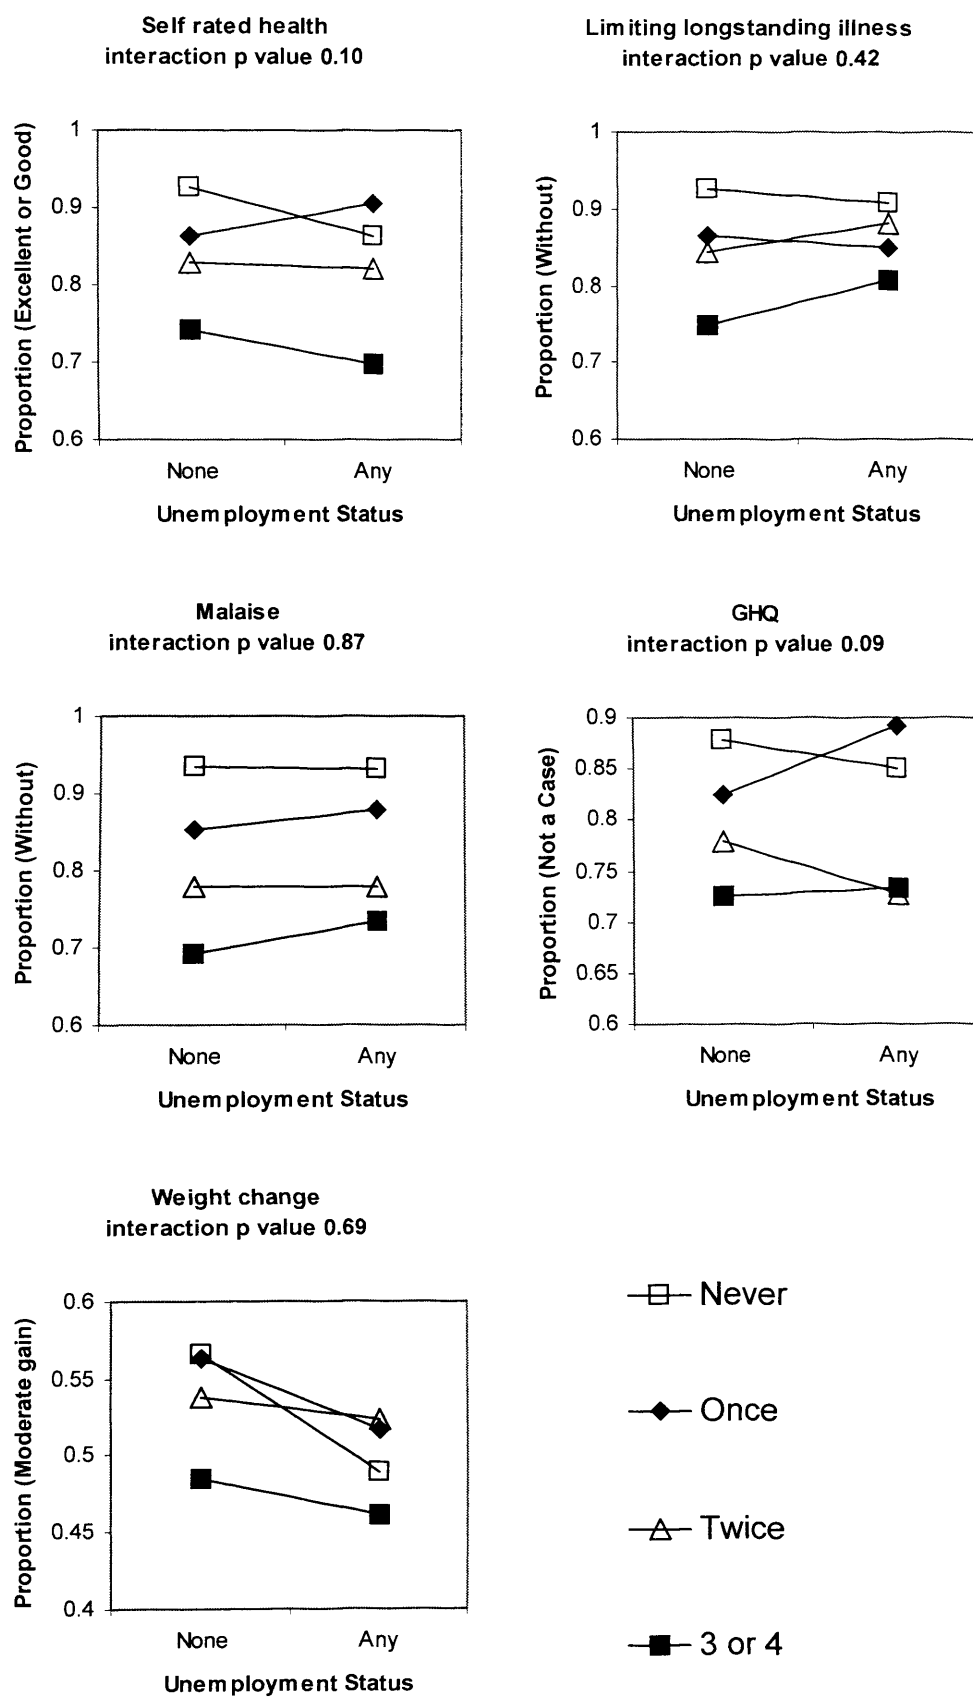 Self rated health
interaction p value 0.10
Proportion (Excellent or Good)
1
0.9
0.8
0.7
0.6
None Any
Unemployment Status
Limiting longstanding illness
interaction p value 0.42
Proportion (Without)
1
0.9
0.8
0.7
0.6
None Any
Unemployment Status
Malaise
interaction p value 0.87
Proportion (Without)
1
0.9
0.8
0.7
0.6
None Any
Unemployment Status
GHQ
interaction p value 0.09
Proportion (Not a Case)
0.9
0.85
0.8
0.75
0.7
0.65
0.6
None Any
Unemployment Status
Weight change
interaction p value 0.69
Proportion (Moderate gain)
0.6
0.55
0.5
0.45
0.4
None Any
Unemployment Status
Never
Once
Twice
3 or 4